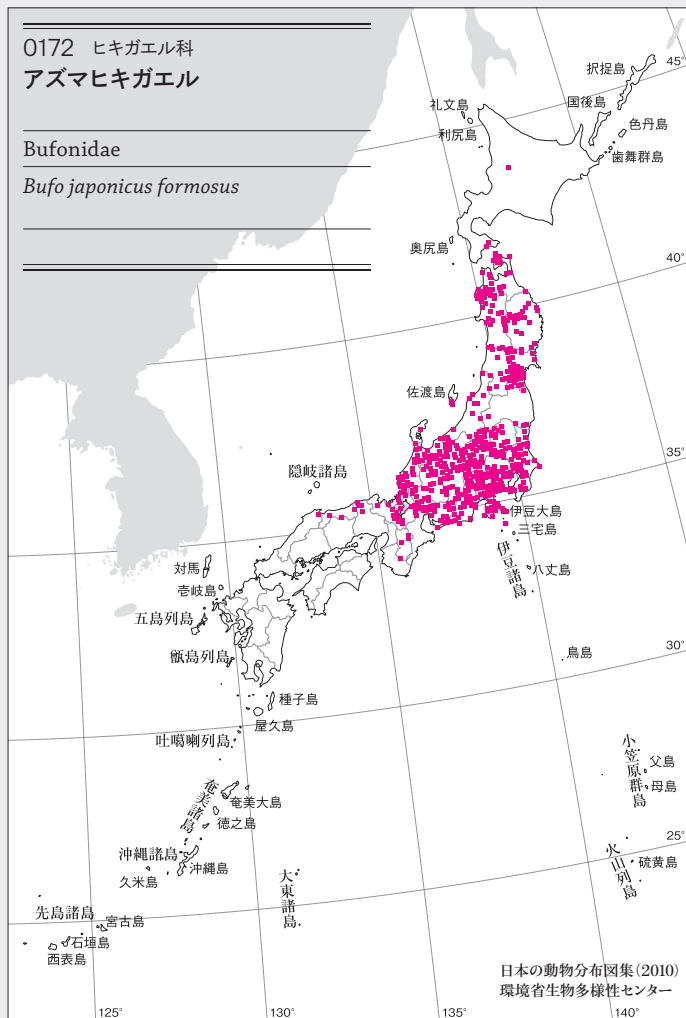 0172 ヒキガエル科
アズマヒキガエル
Bufonidae
Bufo japonicus formosus
45°
択捉島
国後島
礼文島
色丹島
利尻島
歯舞群島
奥尻島
40°
佐渡島
35°
隠岐諸島
伊豆大島
三宅島
伊豆諸島
八丈島
対馬
壱岐島
五島列島
甑島列島
鳥島
30°
種子島
屋久島
吐噶喇列島
小笠原群島
父島
母島
奄美諸島
奄美大島
徳之島
25°
沖縄諸島
沖縄島
久米島
大東諸島
火山列島
硫黄島
先島諸島
宮古島
石垣島
西表島
日本の動物分布図集(2010)
環境省生物多様性センター
125°
130°
135°
140°